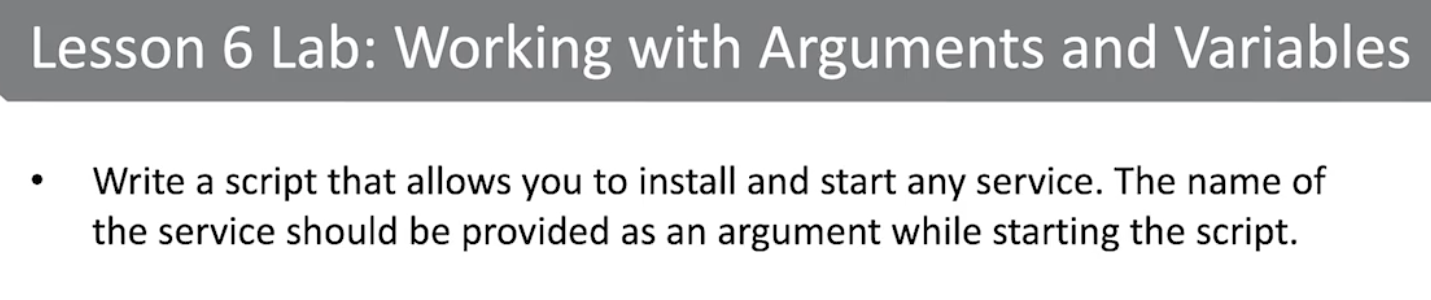 Lesson 6 Lab: Working with Arguments and Variables
• Write a script that allows you to install and start any service. The name of
the service should be provided as an argument while starting the script.